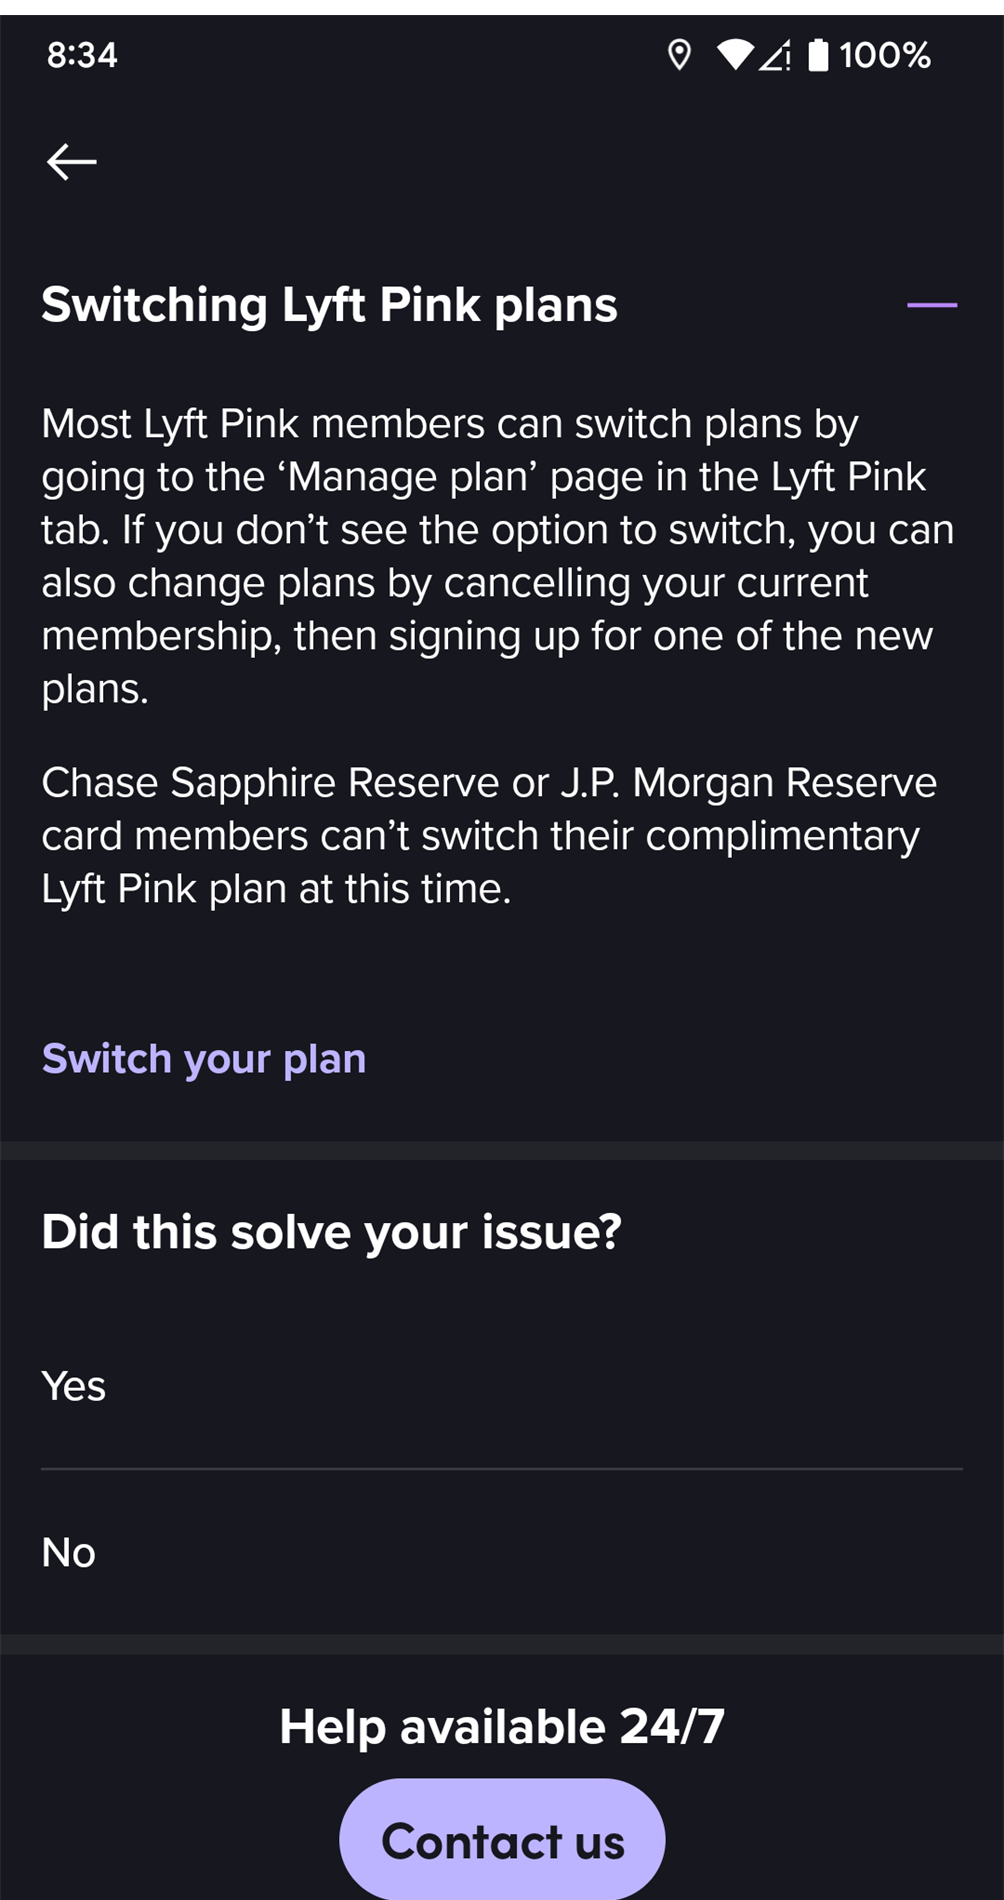 8:34 100%
Switching Lyft Pink plans
Most Lyft Pink members can switch plans by
going to the ‘Manage plan’ page in the Lyft Pink
tab. If you don’t see the option to switch, you can
also change plans by cancelling your current
membership, then signing up for one of the new
plans.
Chase Sapphire Reserve or J.P. Morgan Reserve
card members can’t switch their complimentary
Lyft Pink plan at this time.
Switch your plan
Did this solve your issue?
Yes
No
Help available 24/7
Contact us